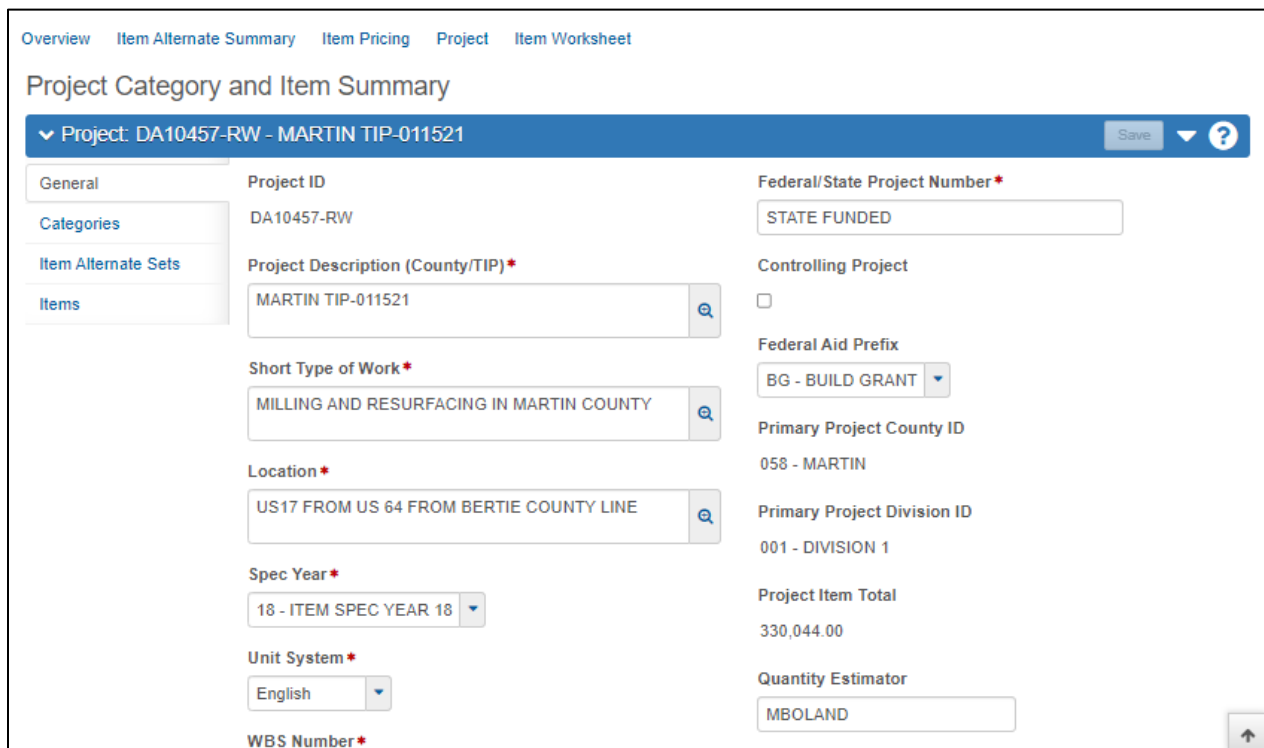 Overview Item Alternate Summary Item Pricing Project Item Worksheet
Project Category and Item Summary
Project: DA10457-RW - MARTIN TIP-011521
Save
?
General
Categories
Item Alternate Sets
Items
Project ID
DA10457-RW
Project Description (County/TIP)*
MARTIN TIP-011521
Short Type of Work*
MILLING AND RESURFACING IN MARTIN COUNTY
Location*
US17 FROM US 64 FROM BERTIE COUNTY LINE
Spec Year*
18 - ITEM SPEC YEAR 18
Unit System*
English
WBS Number*
Federal/State Project Number*
STATE FUNDED
Controlling Project
Federal Aid Prefix
BG - BUILD GRANT
Primary Project County ID
058 - MARTIN
Primary Project Division ID
001 - DIVISION 1
Project Item Total
330,044.00
Quantity Estimator
MBOLAND